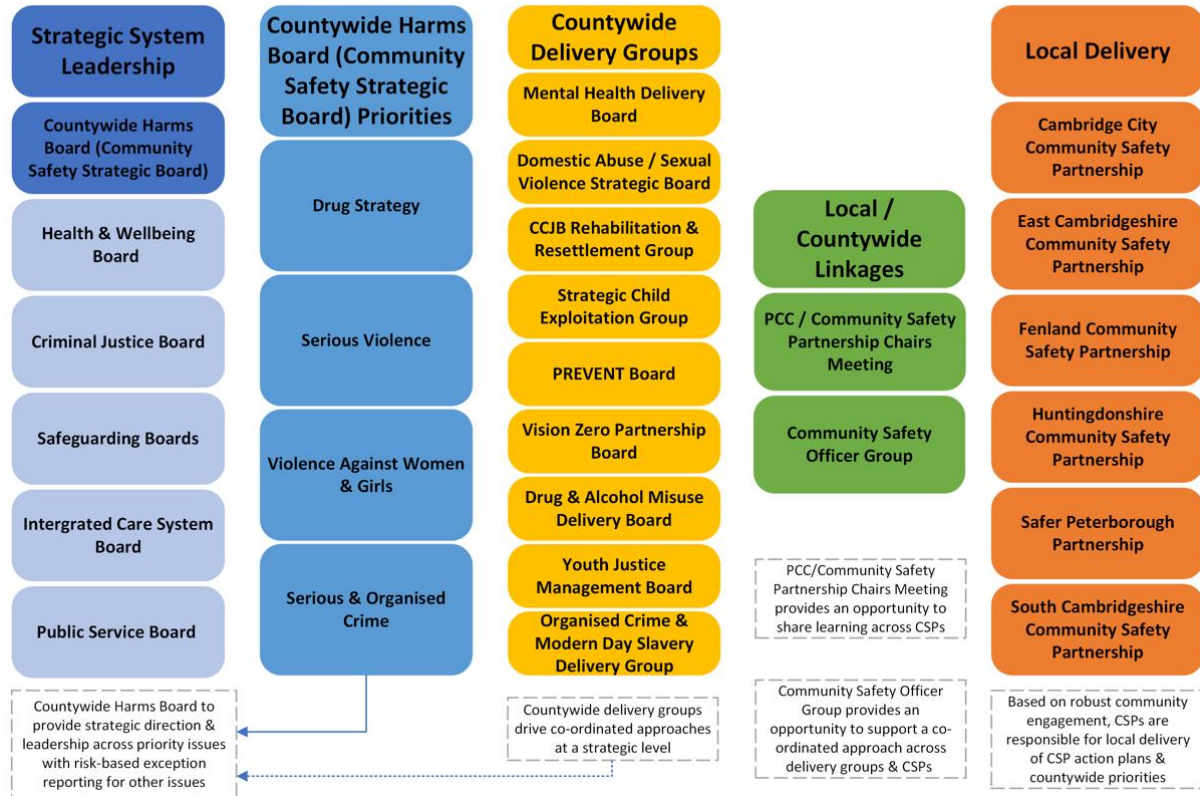 Strategic System
Leadership
Countywide Harms
Board (Community
Safety Strategic Board)
Health & Wellbeing
Board
Criminal Justice Board
Safeguarding Boards
Intergrated Care System
Board
Public Service Board
Countywide Harms Board to
provide strategic direction &
leadership across priority issues
with risk-based exception
reporting for other issues
Countywide Harms
Board (Community
Safety Strategic
Board) Priorities
Drug Strategy
Serious Violence
Violence Against Women
& Girls
Serious & Organised
Crime
Countywide
Delivery Groups
Mental Health Delivery
Board
Domestic Abuse / Sexual
Violence Strategic Board
CCJB Rehabilitation &
Resettlement Group
Strategic Child
Exploitation Group
PREVENT Board
Vision Zero Partnership
Board
Drug & Alcohol Misuse
Delivery Board
Youth Justice
Management Board
Organised Crime &
Modern Day Slavery
Delivery Group
Countywide delivery groups
drive co-ordinated approaches
at a strategic level
Local /
Countywide
Linkages
PCC / Community Safety
Partnership Chairs
Meeting
Community Safety
Officer Group
PCC/Community Safety
Partnership Chairs Meeting
provides an opportunity to
share learning across CSPs
Community Safety Officer
Group provides an
opportunity to support a co-
ordinated approach across
delivery groups & CSPs
Local Delivery
Cambridge City
Community Safety
Partnership
East Cambridgeshire
Community Safety
Partnership
Fenland Community
Safety Partnership
Huntingdonshire
Community Safety
Partnership
Safer Peterborough
Partnership
South Cambridgeshire
Community Safety
Partnership
Based on robust community
engagement, CSPs are
responsible for local delivery
of CSP action plans &
countywide priorities